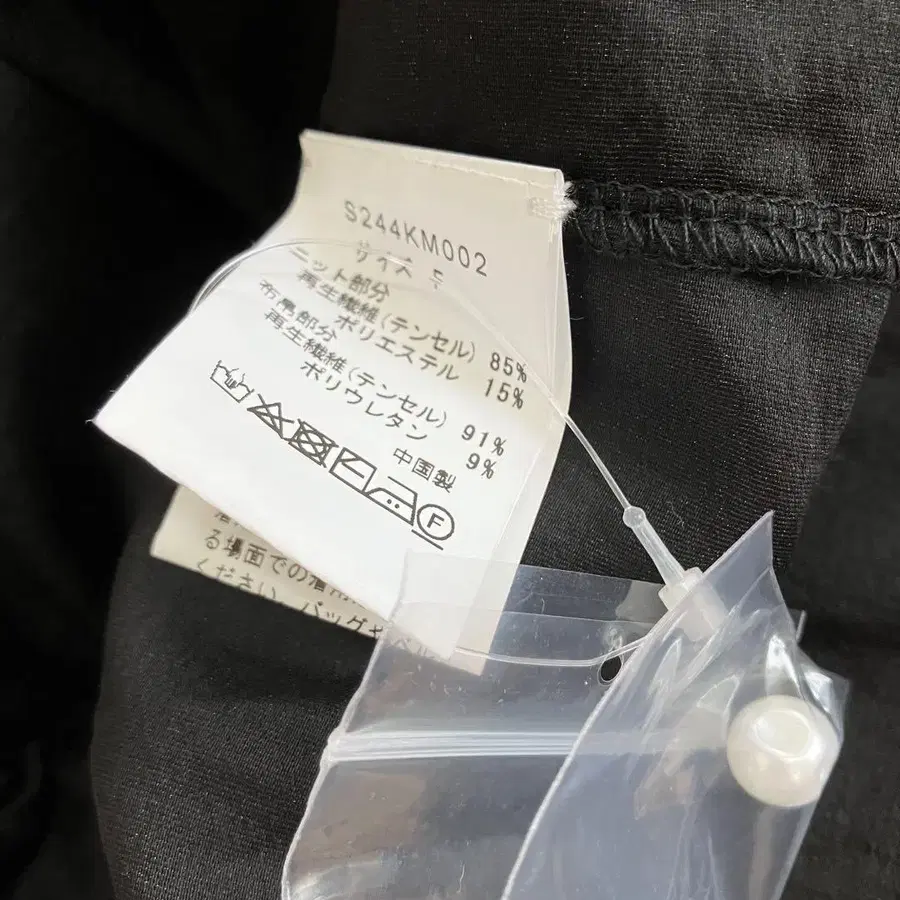 S244KM002
サイズ F
ニット部分
再生繊維(テンセル) 85%
ポリエステル 15%
布帛部分
再生繊維(テンセル) 91%
ポリウレタン 9%
中国製
F
る場面での着用
ください。バッグや
ベル